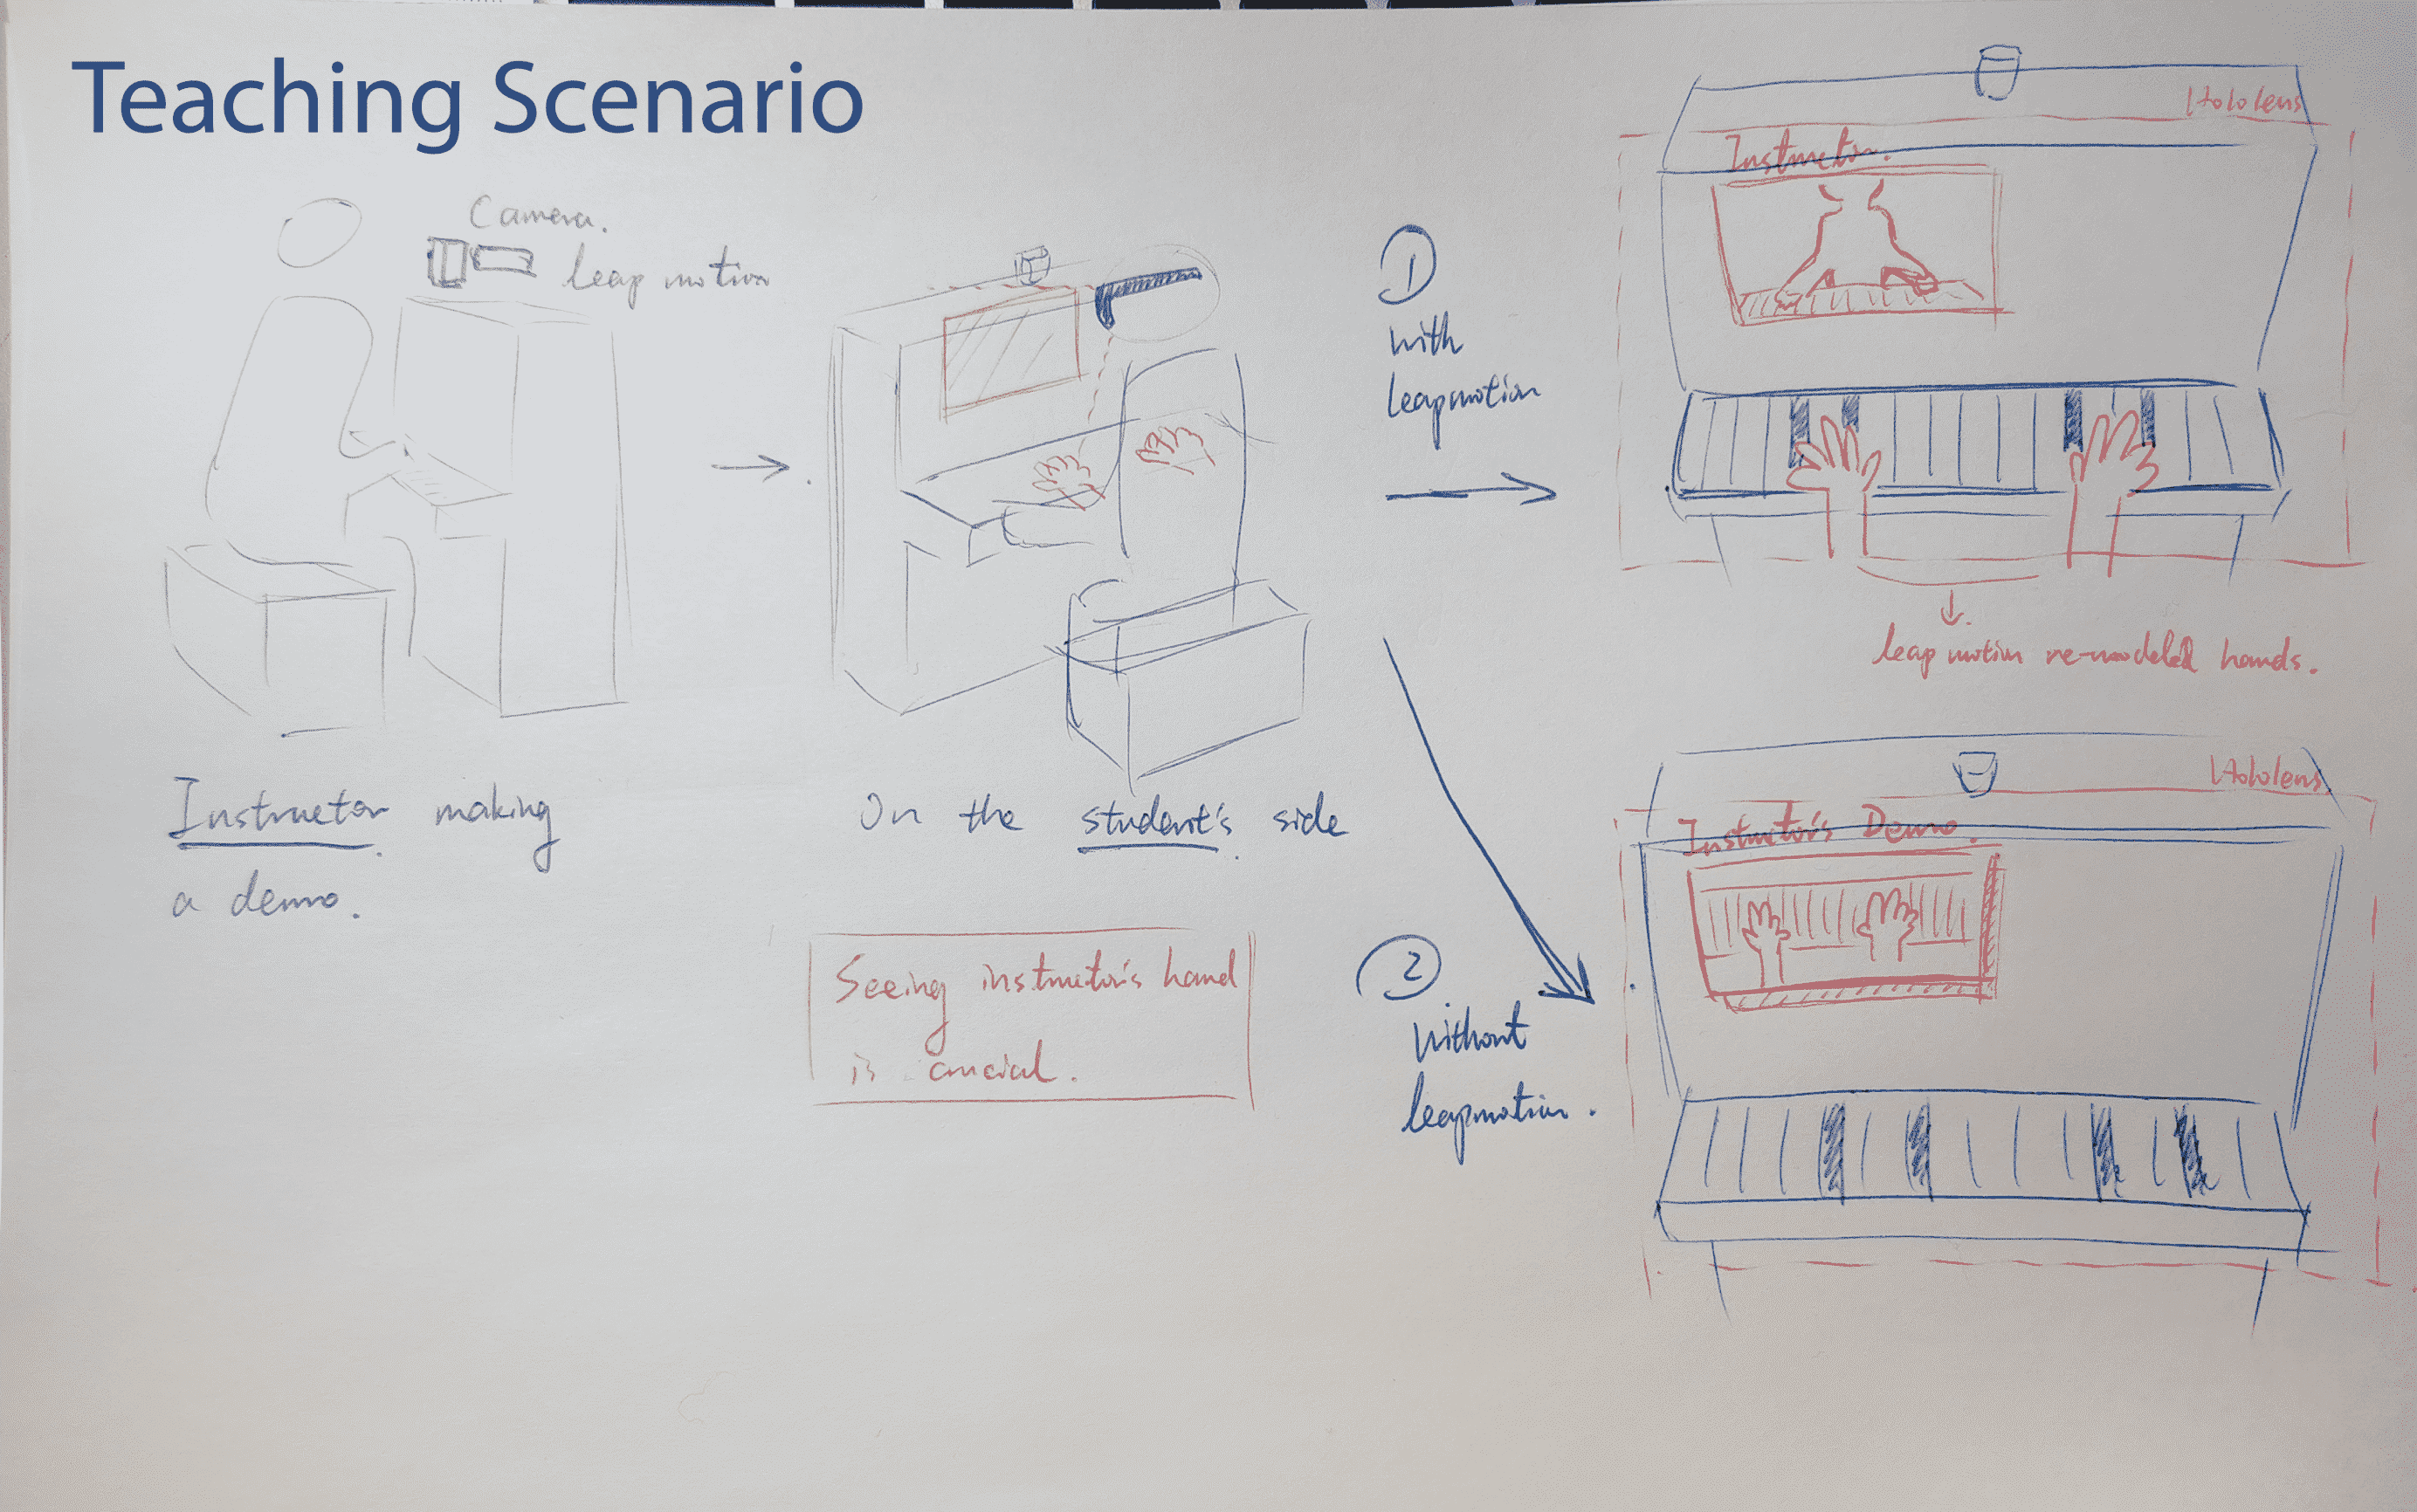 Teaching Scenario
Camera.
leap motion
Instructor making
a demo.
On the student's side
Seeing instructor's hand
is crucial.
1
with
leapmotion
Hololens
Instructor.
leap motion re-modeled hands.
2
without
leapmotion.
Hololens
Instructor's Demo.